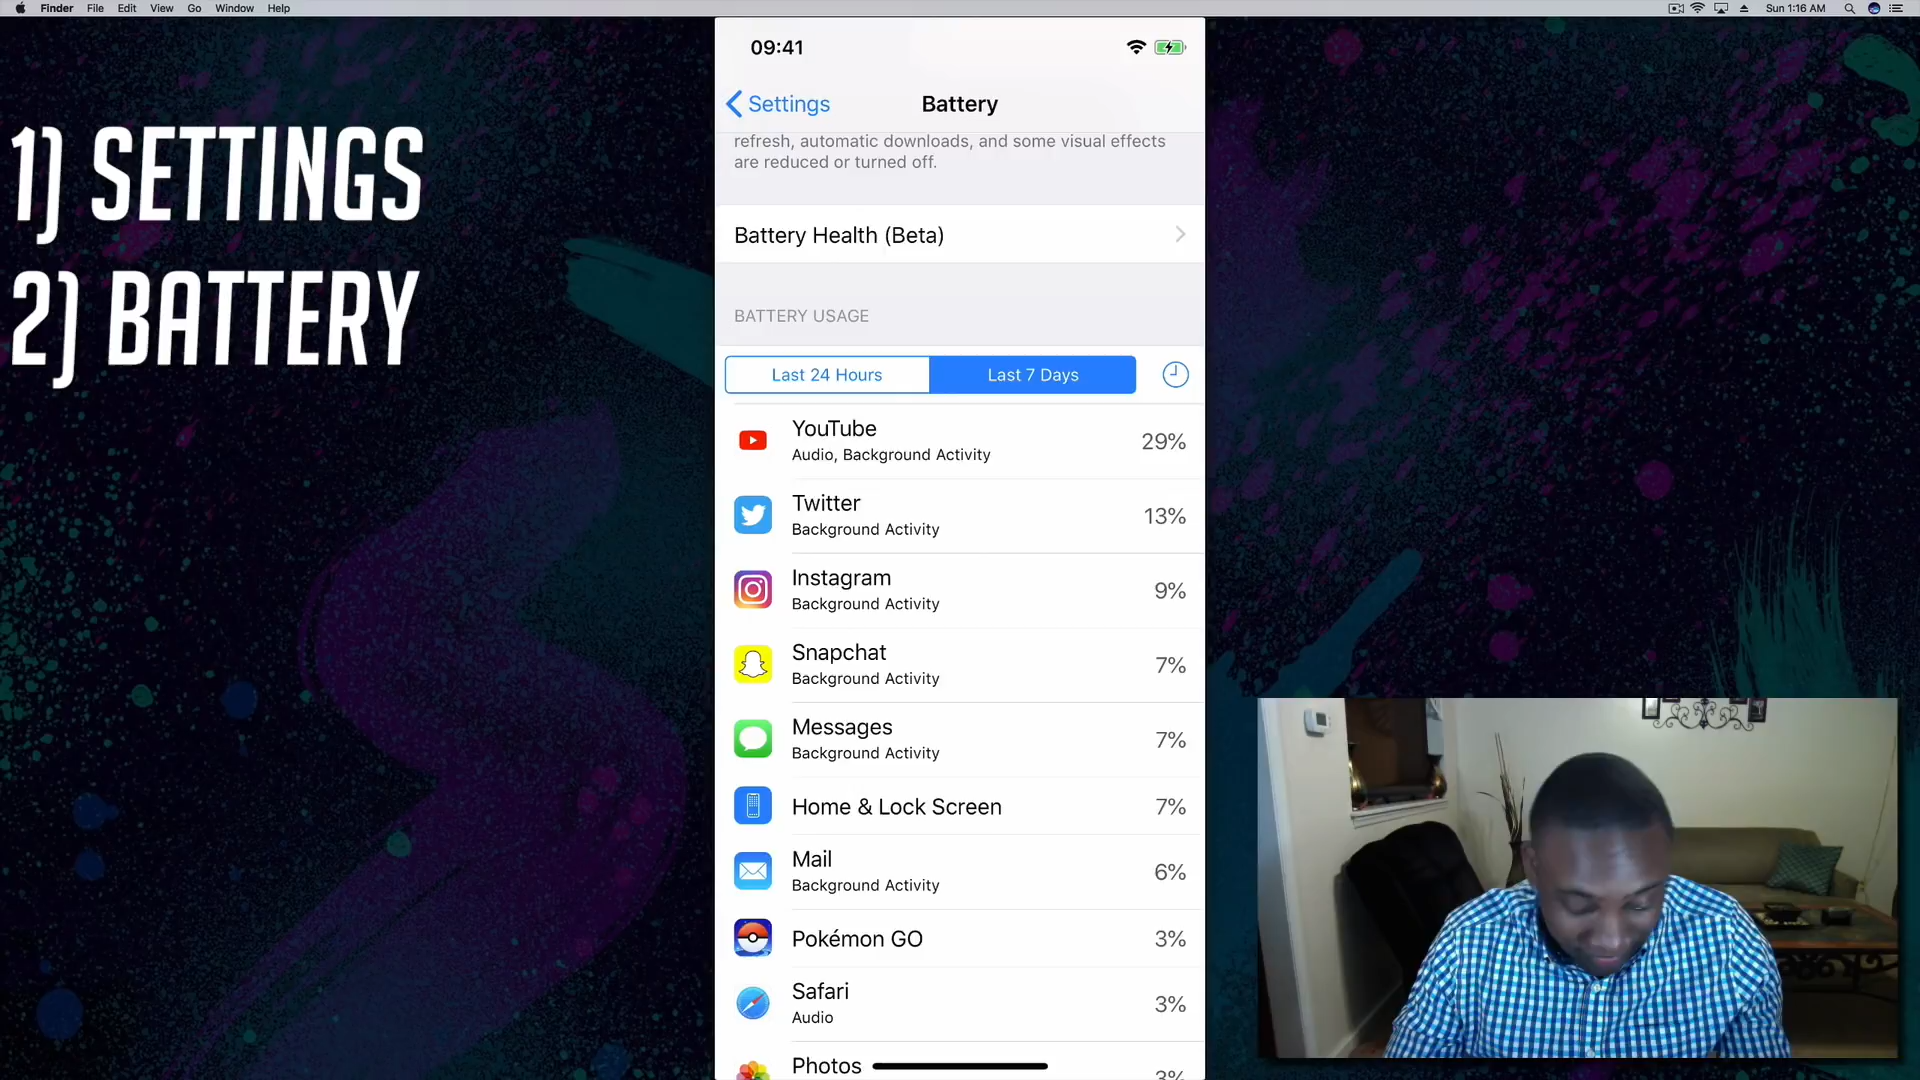 Finder File Edit View Go Window Help Sun 1:16 AM
1) SETTINGS
2) BATTERY
09:41
Settings Battery
refresh, automatic downloads, and some visual effects
are reduced or turned off.
Battery Health (Beta)
BATTERY USAGE
Last 24 Hours Last 7 Days
YouTube 29%
Audio, Background Activity
Twitter 13%
Background Activity
Instagram 9%
Background Activity
Snapchat 7%
Background Activity
Messages 7%
Background Activity
Home & Lock Screen 7%
Mail 6%
Background Activity
Pokémon GO 3%
Safari 3%
Audio
Photos 3%